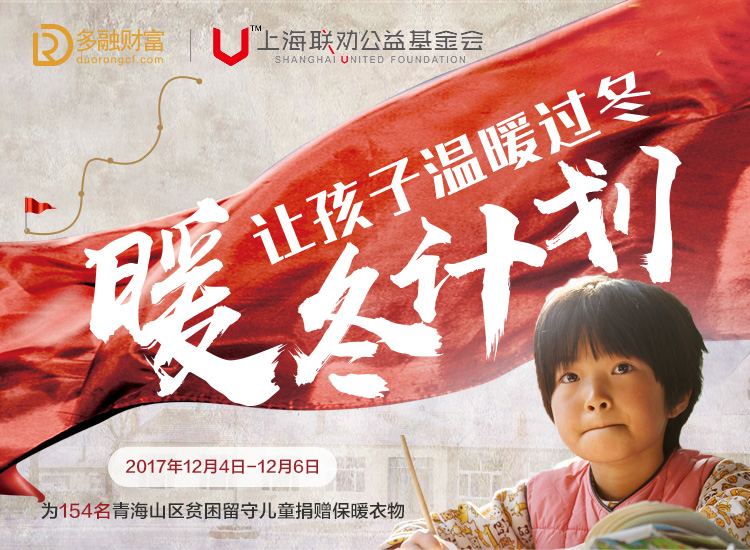 多融财富
duorongcf.com
U™上海联劝公益基金会
SHANGHAI UNITED FOUNDATION
让孩子温暖过冬
暖冬计划
2017年12月4日-12月6日
为154名青海山区贫困留守儿童捐赠保暖衣物